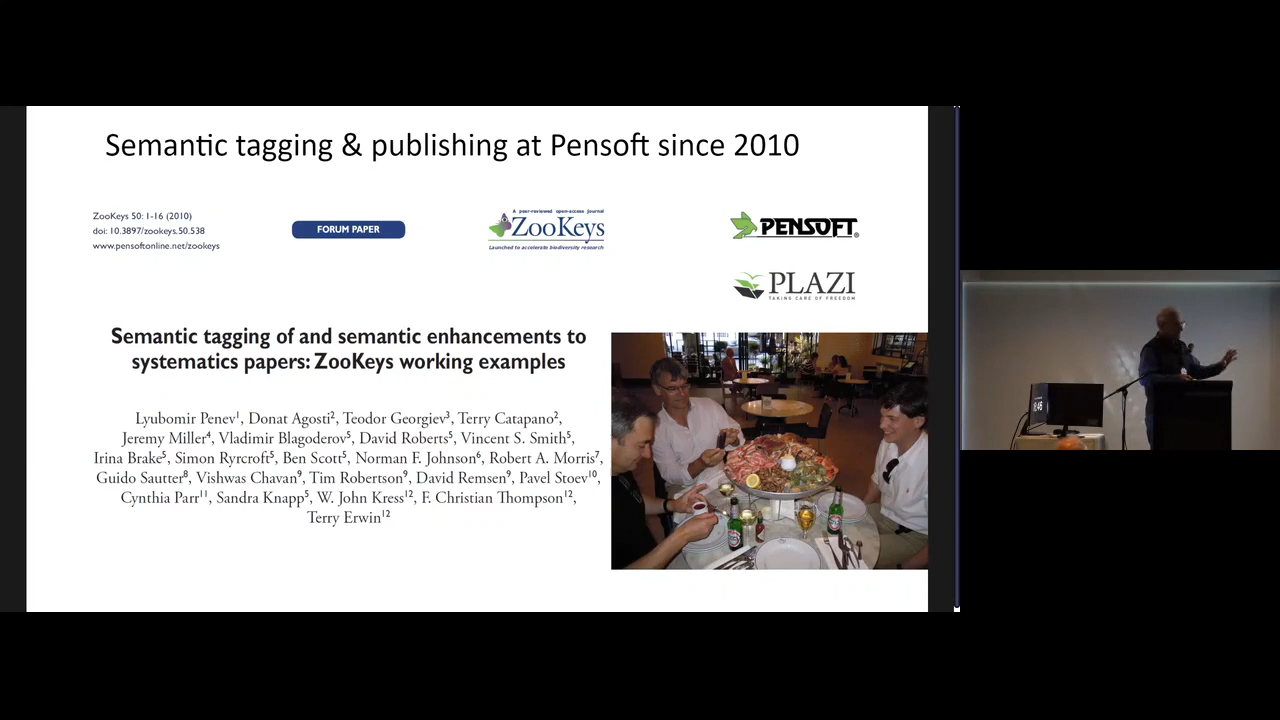 Semantic tagging & publishing at Pensoft since 2010
ZooKeys 50: 1-16 (2010)
doi: 10.3897/zookeys.50.538
www.pensoftonline.net/zookeys
FORUM PAPER
A peer-reviewed open-access journal
ZooKeys
Launched to accelerate biodiversity research
PENSOFT®
PLAZI
TAKING CARE OF FREEDOM
Semantic tagging of and semantic enhancements to
systematics papers: ZooKeys working examples
Lyubomir Penev¹, Donat Agosti², Teodor Georgiev³, Terry Catapano²,
Jeremy Miller⁴, Vladimir Blagoderov⁵, David Roberts⁵, Vincent S. Smith⁵,
Irina Brake⁵, Simon Ryrcroft⁵, Ben Scott⁵, Norman F. Johnson⁶, Robert A. Morris⁷,
Guido Sautter⁸, Vishwas Chavan⁹, Tim Robertson⁹, David Remsen⁹, Pavel Stoev¹⁰,
Cynthia Parr¹¹, Sandra Knapp⁵, W. John Kress¹², F. Christian Thompson¹²,
Terry Erwin¹²